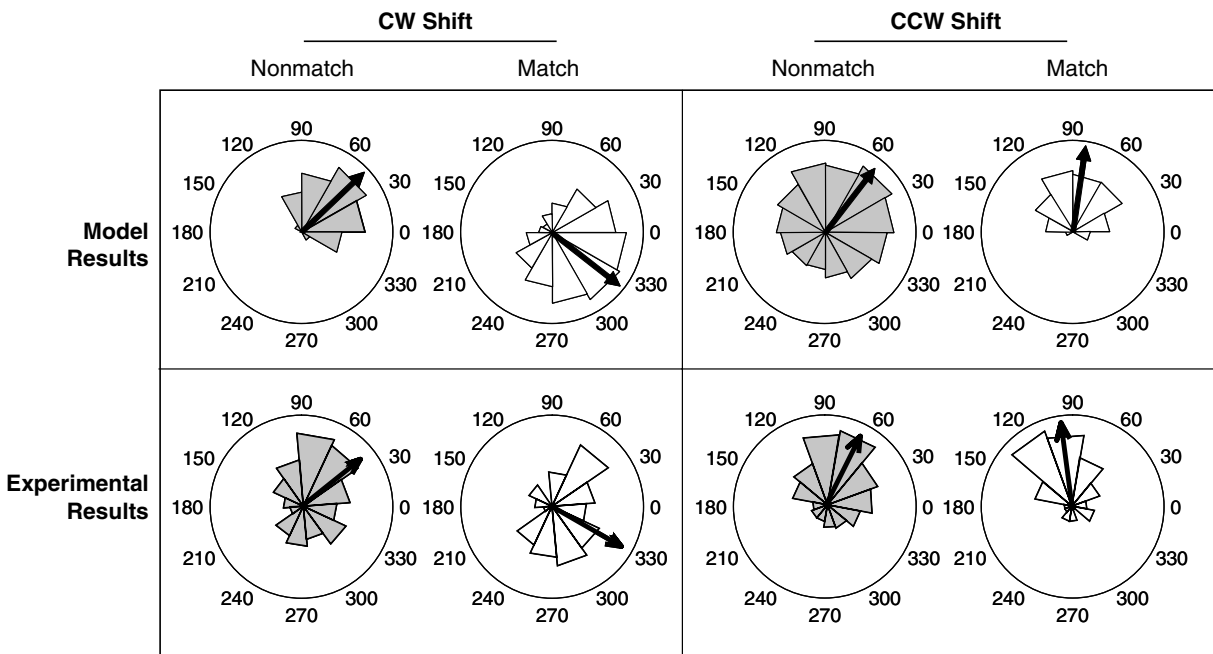 CW Shift CCW Shift
Nonmatch Match Nonmatch Match
90 90 90 90
120 60 120 60 120 60 120 60
150 30 150 30 150 30 150 30
Model
Results
180 0 180 0 180 0 180 0
210 330 210 330 210 330 210 330
240 300 240 300 240 300 240 300
270 270 270 270
90 90 90 90
120 60 120 60 120 60 120 60
150 30 150 30 150 30 150 30
Experimental
Results
180 0 180 0 180 0 180 0
210 330 210 330 210 330 210 330
240 300 240 300 240 300 240 300
270 270 270 270